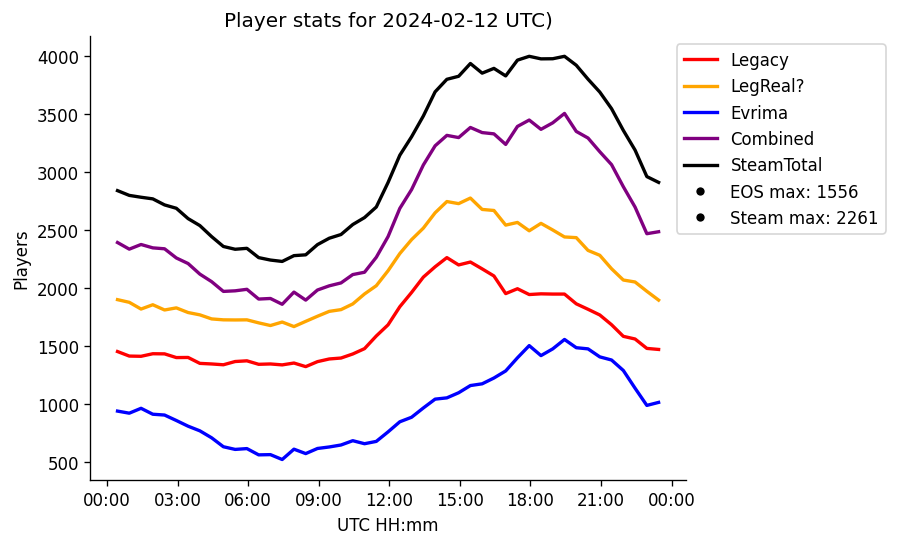 Player stats for 2024-02-12 UTC)
Legacy
LegReal?
Evrima
Combined
SteamTotal
EOS max: 1556
Steam max: 2261
Players
4000
3500
3000
2500
2000
1500
1000
500
00:00 03:00 06:00 09:00 12:00 15:00 18:00 21:00 00:00
UTC HH:mm